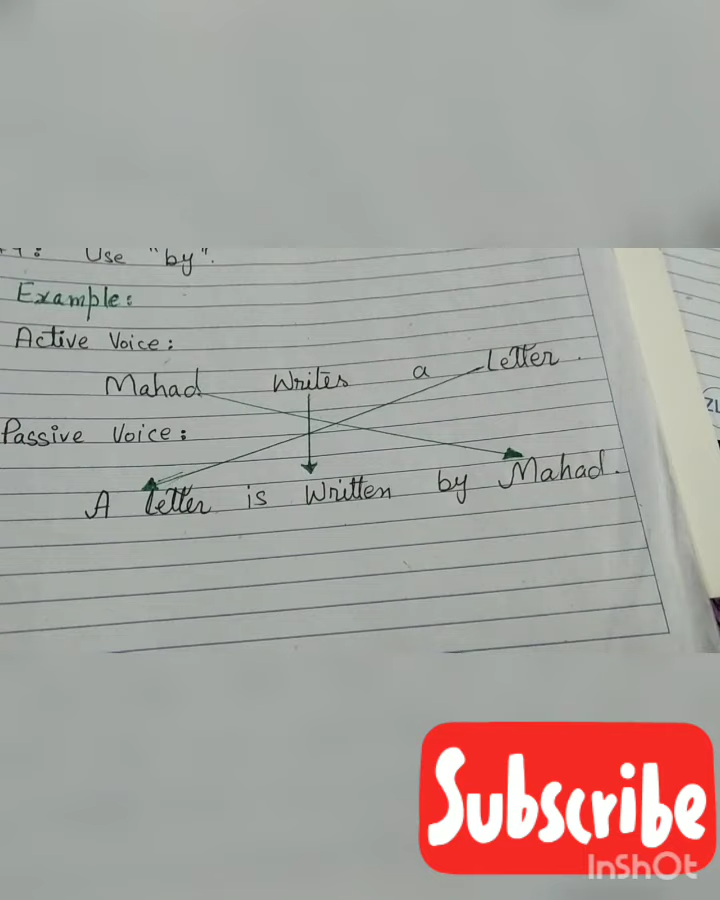 Use "by".
Example:
Active Voice:
Mahad Writes a letter.
Passive Voice:
A letter is Written by Mahad.
Subscribe
InShOt